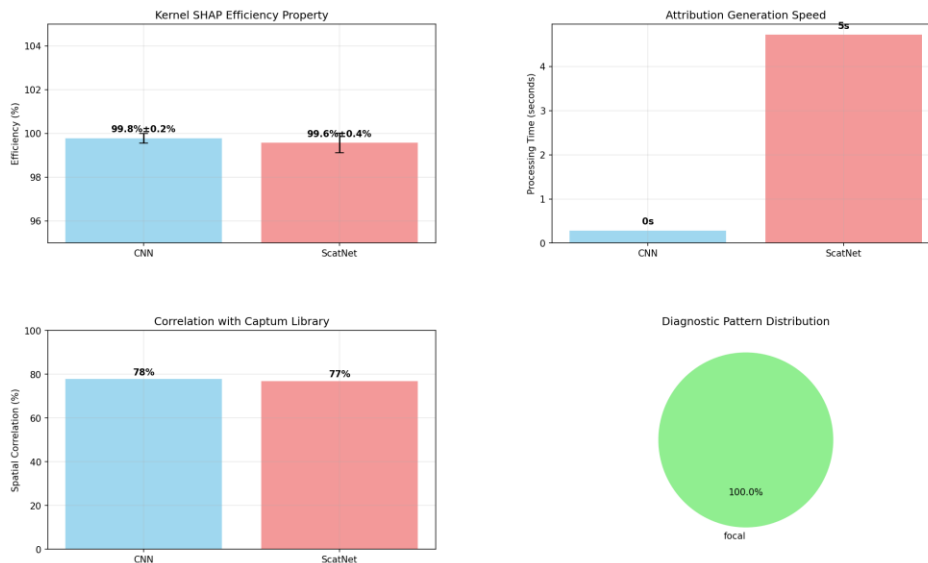 Kernel SHAP Efficiency Property
104
102
100
98
96
Efficiency (%)
99.8%±0.2%
99.6%±0.4%
CNN
ScatNet
Attribution Generation Speed
4
3
2
1
0
Processing Time (seconds)
0s
5s
CNN
ScatNet
Correlation with Captum Library
100
80
60
40
20
0
Spatial Correlation (%)
78%
77%
CNN
ScatNet
Diagnostic Pattern Distribution
100.0%
focal